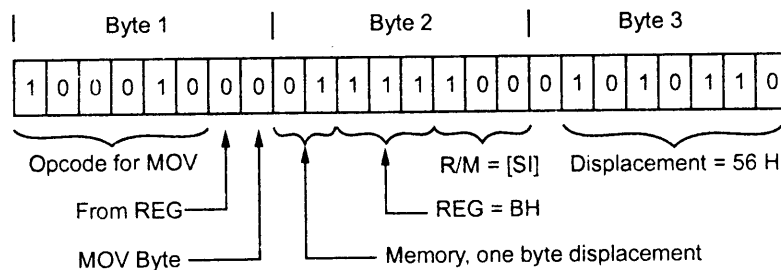 Byte 1 Byte 2 Byte 3
1 0 0 0 1 0 0 0 0 1 1 1 1 1 0 0 0 1 0 1 0 1 1 0
Opcode for MOV R/M = [SI] Displacement = 56 H
From REG REG = BH
MOV Byte Memory, one byte displacement